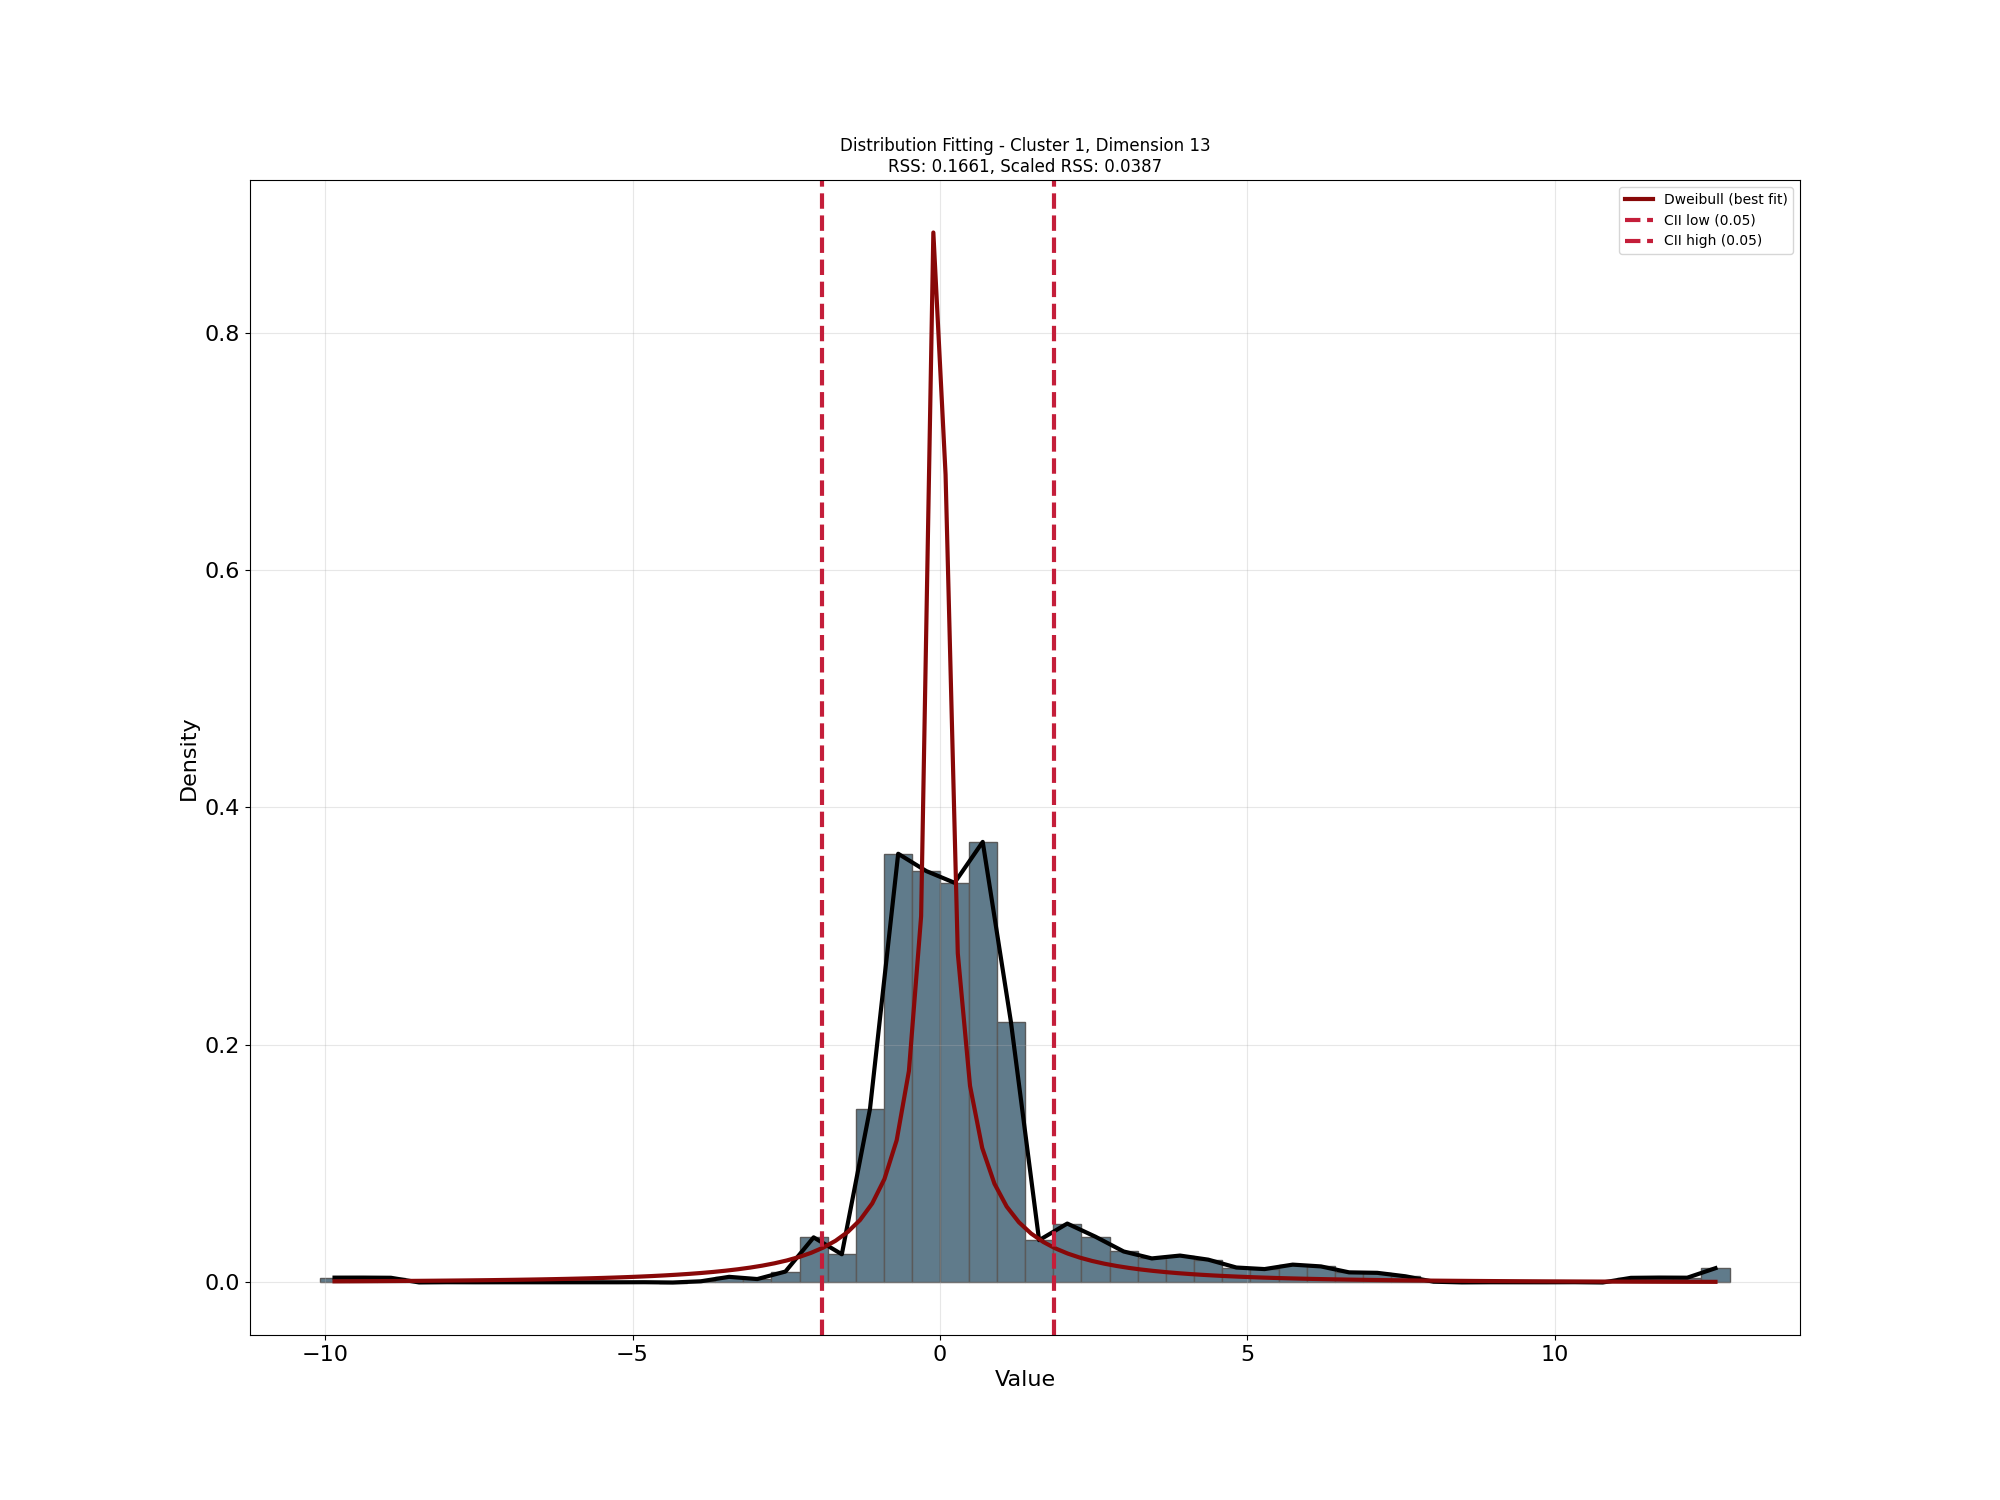 Distribution Fitting - Cluster 1, Dimension 13
RSS: 0.1661, Scaled RSS: 0.0387
Dweibull (best fit)
CII low (0.05)
CII high (0.05)
0.8
0.6
0.4
0.2
0.0
Density
−10
−5
0
5
10
Value